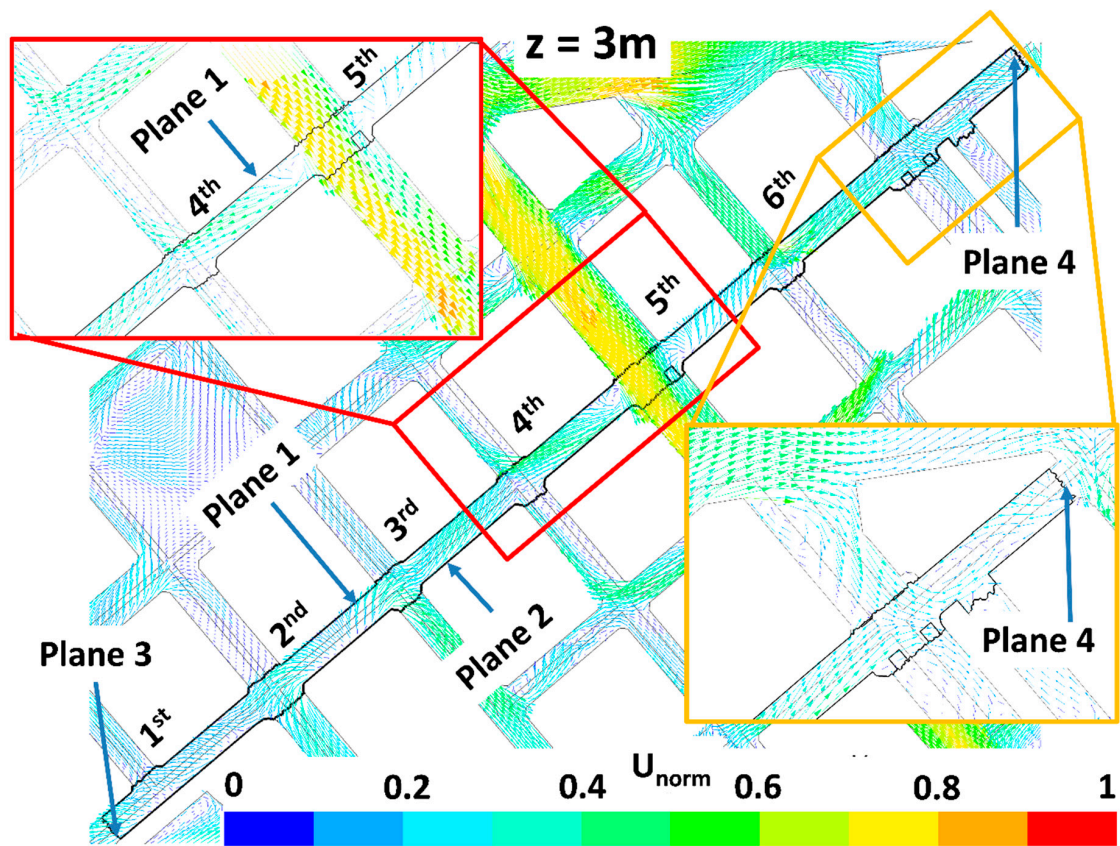 z = 3m
5th
Plane 1
4th
6th
Plane 4
5th
4th
Plane 1
3rd
2nd
Plane 2
Plane 3
Plane 4
1st
Unorm
0 0.2 0.4 0.6 0.8 1